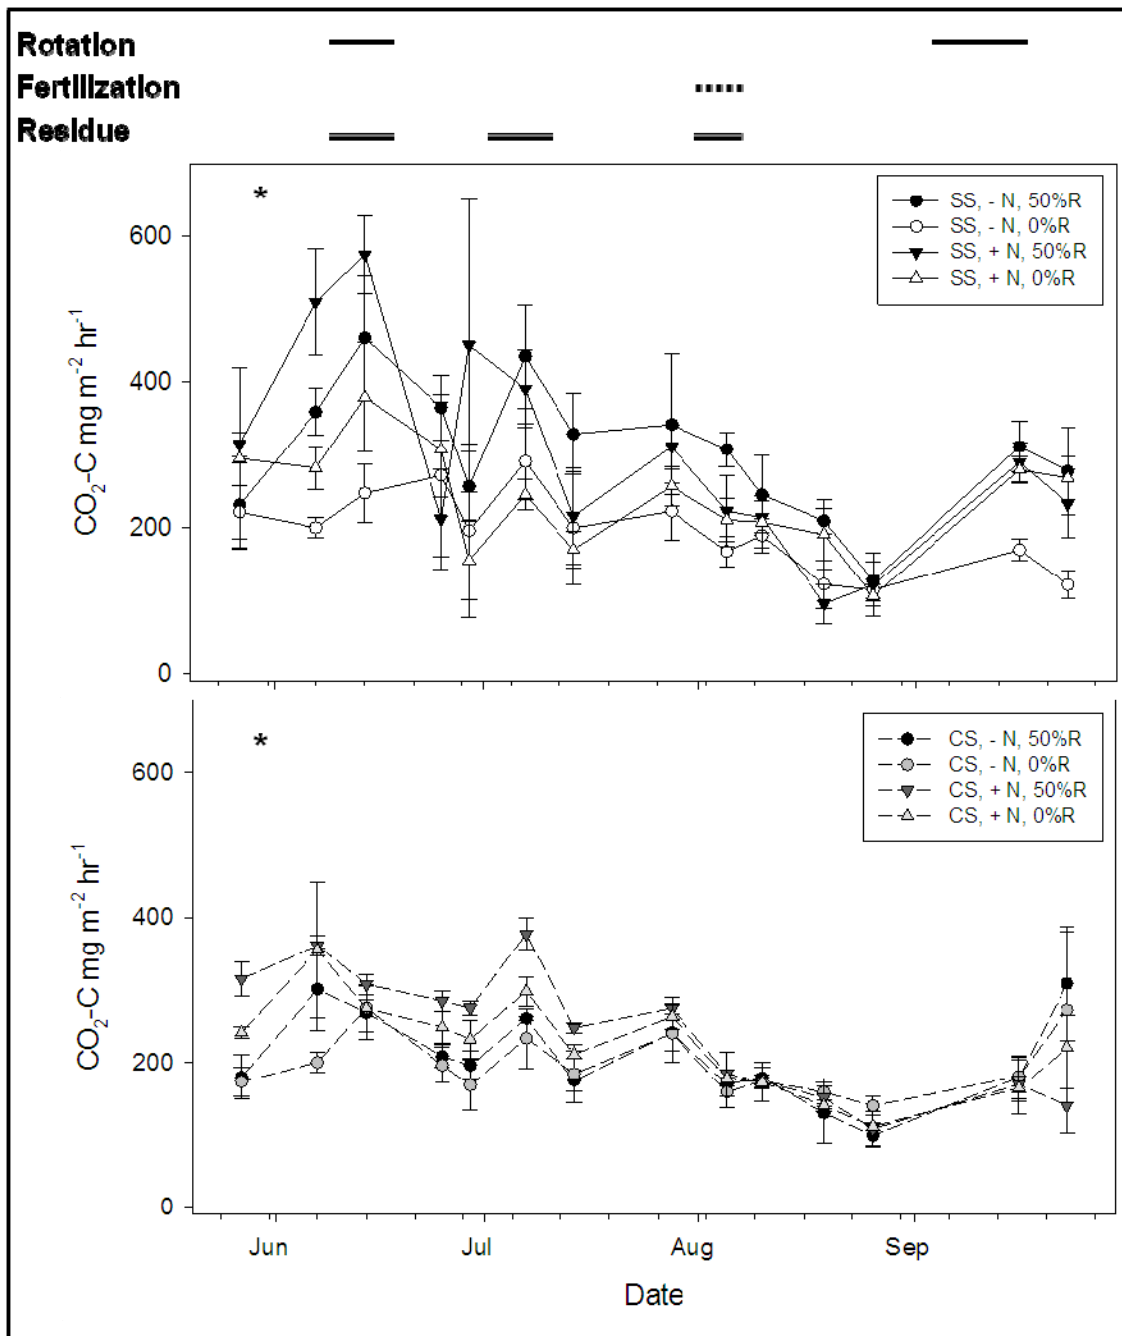 Rotation
Fertilization
Residue
*
SS, - N, 50%R
SS, - N, 0%R
SS, + N, 50%R
SS, + N, 0%R
600
400
200
0
CO₂-C mg m⁻² hr⁻¹
*
CS, - N, 50%R
CS, - N, 0%R
CS, + N, 50%R
CS, + N, 0%R
600
400
200
0
CO₂-C mg m⁻² hr⁻¹
Jun Jul Aug Sep
Date